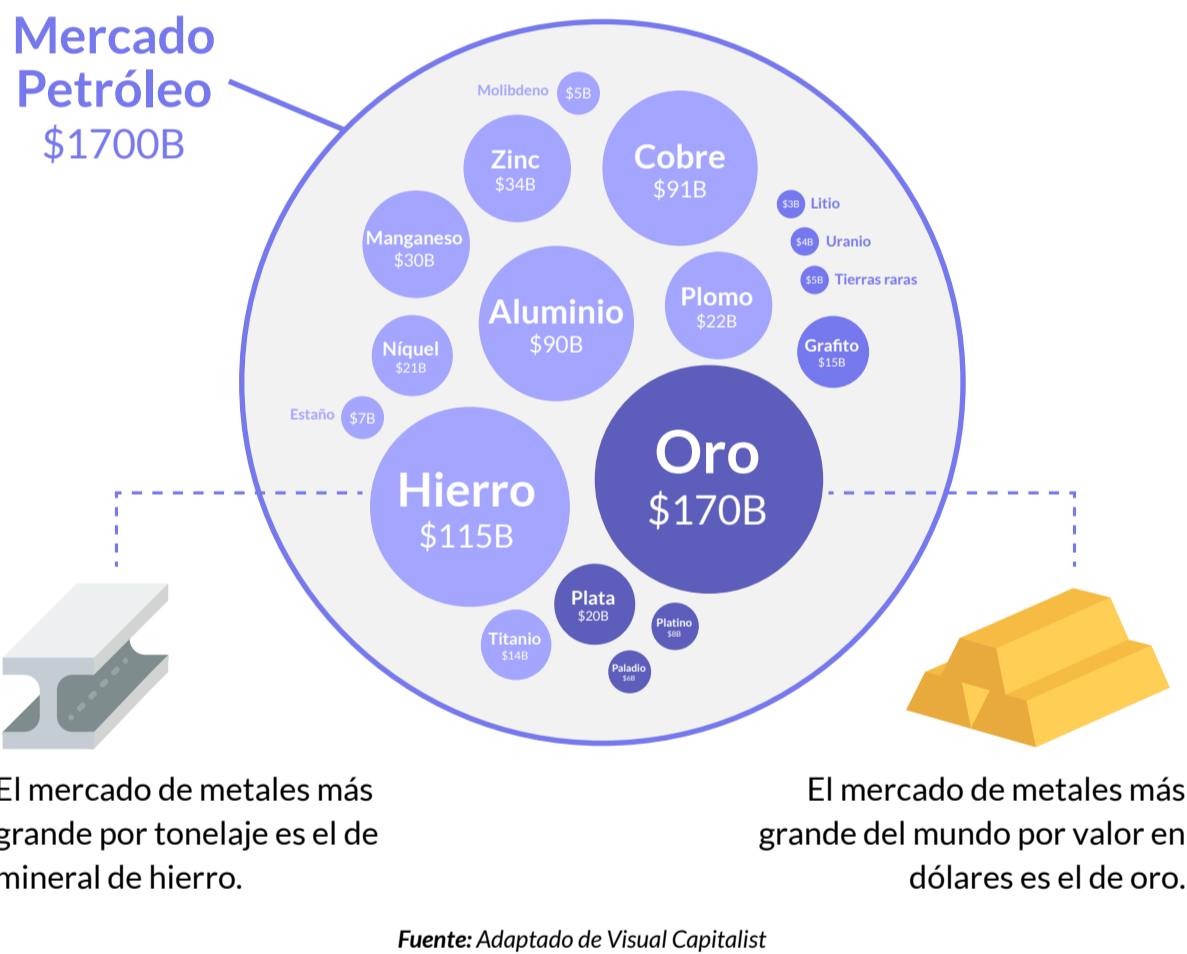 Mercado
Petróleo
$1700B
Molibdeno
$5B
Zinc
$34B
Cobre
$91B
$3B Litio
Manganeso
$30B
$4B Uranio
$5B Tierras raras
Aluminio
$90B
Plomo
$22B
Níquel
$21B
Grafito
$15B
Estaño
$7B
Hierro
$115B
Oro
$170B
Plata
$20B
Platino
$8B
Titanio
$14B
Paladio
$6B
El mercado de metales más
grande por tonelaje es el de
mineral de hierro.
El mercado de metales más
grande del mundo por valor en
dólares es el de oro.
Fuente: Adaptado de Visual Capitalist